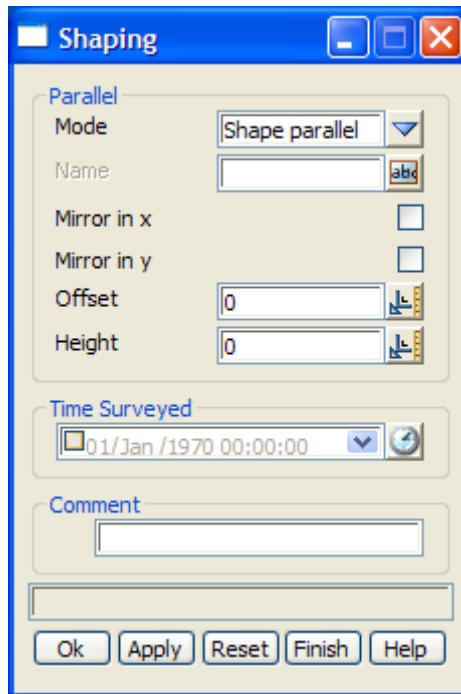 Shaping
Parallel
Mode Shape parallel
Name abc
Mirror in x
Mirror in y
Offset 0
Height 0
Time Surveyed
01/Jan /1970 00:00:00
Comment
Ok Apply Reset Finish Help